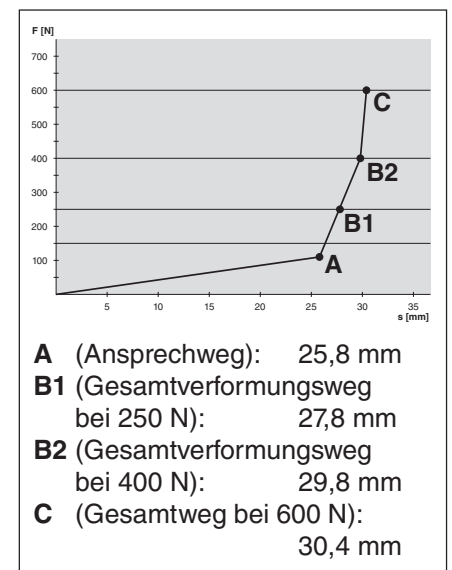 F [N]
700
600
C
500
400
B2
300
B1
200
A
100
5 10 15 20 25 30 35
s [mm]
A (Ansprechweg): 25,8 mm
B1 (Gesamtverformungsweg
bei 250 N): 27,8 mm
B2 (Gesamtverformungsweg
bei 400 N): 29,8 mm
C (Gesamtweg bei 600 N):
30,4 mm